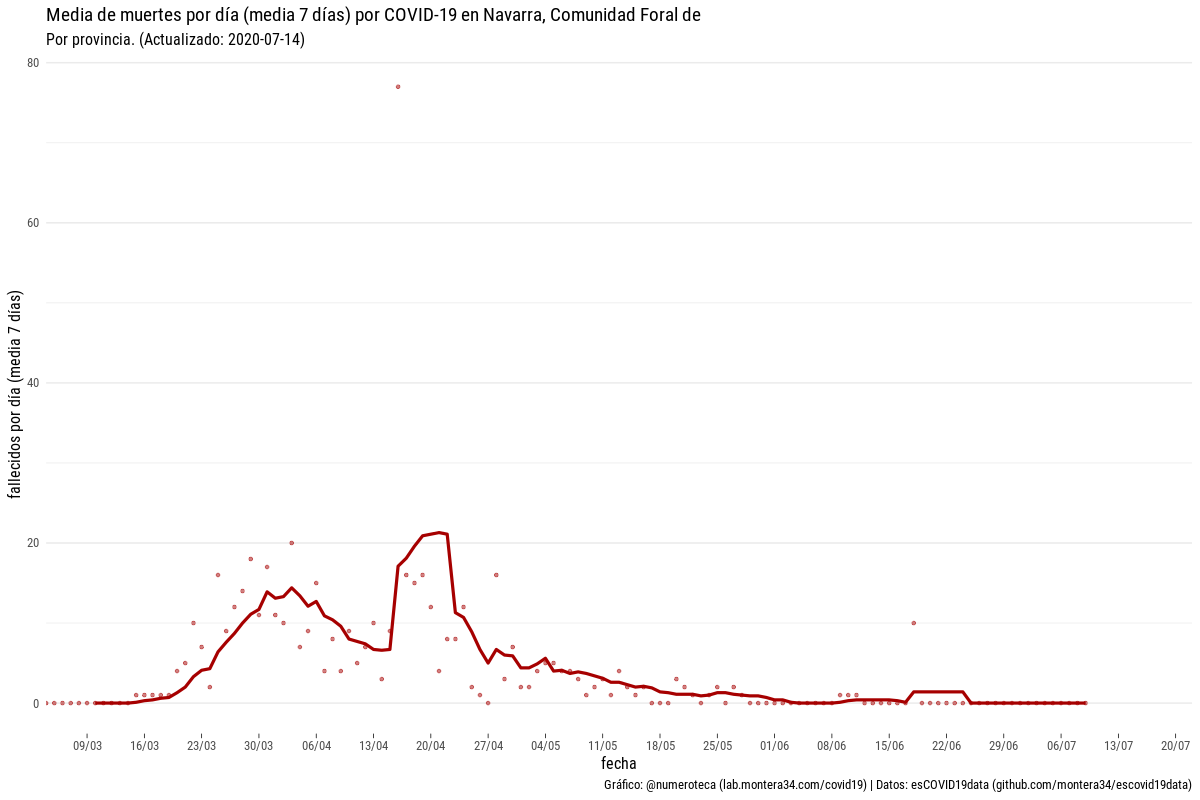 Media de muertes por día (media 7 días) por COVID-19 en Navarra, Comunidad Foral de
Por provincia. (Actualizado: 2020-07-14)
80
60
40
20
0
fallecidos por día (media 7 días)
09/03 16/03 23/03 30/03 06/04 13/04 20/04 27/04 04/05 11/05 18/05 25/05 01/06 08/06 15/06 22/06 29/06 06/07 13/07 20/07
fecha
Gráfico: @numeroteca (lab.montera34.com/covid19) | Datos: esCOVID19data (github.com/montera34/escovid19data)